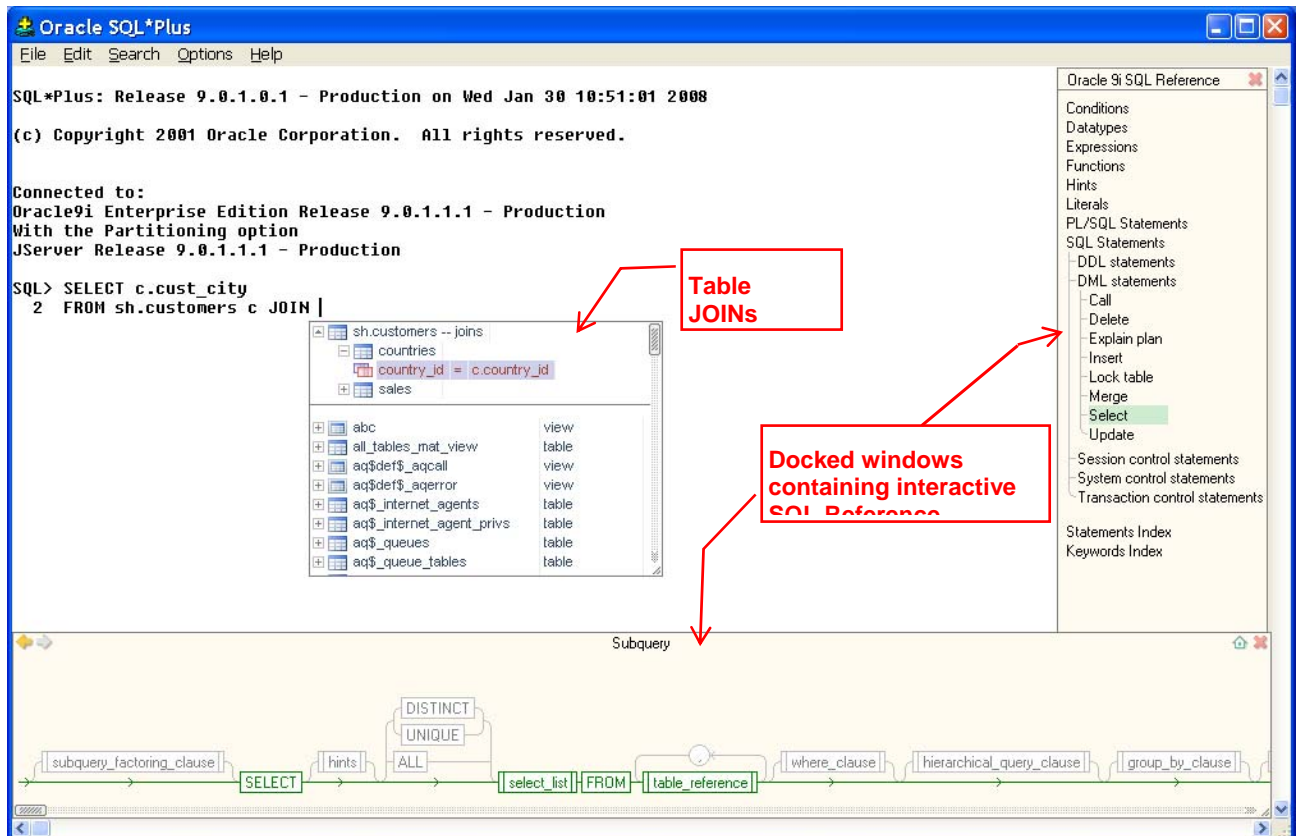 Oracle SQL*Plus
File Edit Search Options Help
SQL*Plus: Release 9.0.1.0.1 - Production on Wed Jan 30 10:51:01 2008
(c) Copyright 2001 Oracle Corporation. All rights reserved.
Connected to:
Oracle9i Enterprise Edition Release 9.0.1.1.1 - Production
With the Partitioning option
JServer Release 9.0.1.1.1 - Production
SQL> SELECT c.cust_city
2 FROM sh.customers c JOIN
sh.customers -- joins
countries
country_id = c.country_id
sales
abc view
all_tables_mat_view table
aq$def$_aqcall view
aq$def$_aqerror view
aq$_internet_agents table
aq$_internet_agent_privs table
aq$_queues table
aq$_queue_tables table
Table
JOINs
Docked windows
containing interactive
SQL Reference
Oracle 9i SQL Reference
Conditions
Datatypes
Expressions
Functions
Hints
Literals
PL/SQL Statements
SQL Statements
DDL statements
DML statements
Call
Delete
Explain plan
Insert
Lock table
Merge
Select
Update
Session control statements
System control statements
Transaction control statements
Statements Index
Keywords Index
Subquery
DISTINCT
UNIQUE
subquery_factoring_clause hints ALL , where_clause hierarchical_query_clause group_by_clause
SELECT select_list FROM table_reference